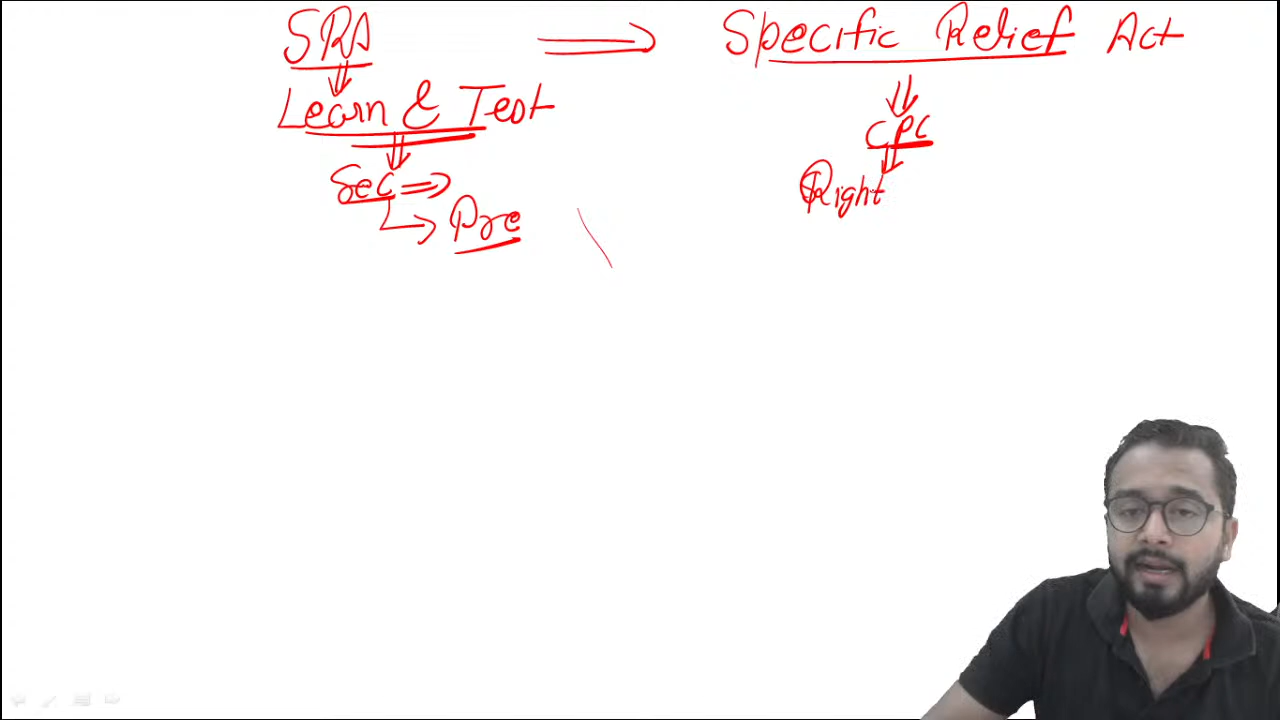 SRA ⇒ Specific Relief Act
Learn & Test
CPC
Sec ⇒
Right
→ Pre